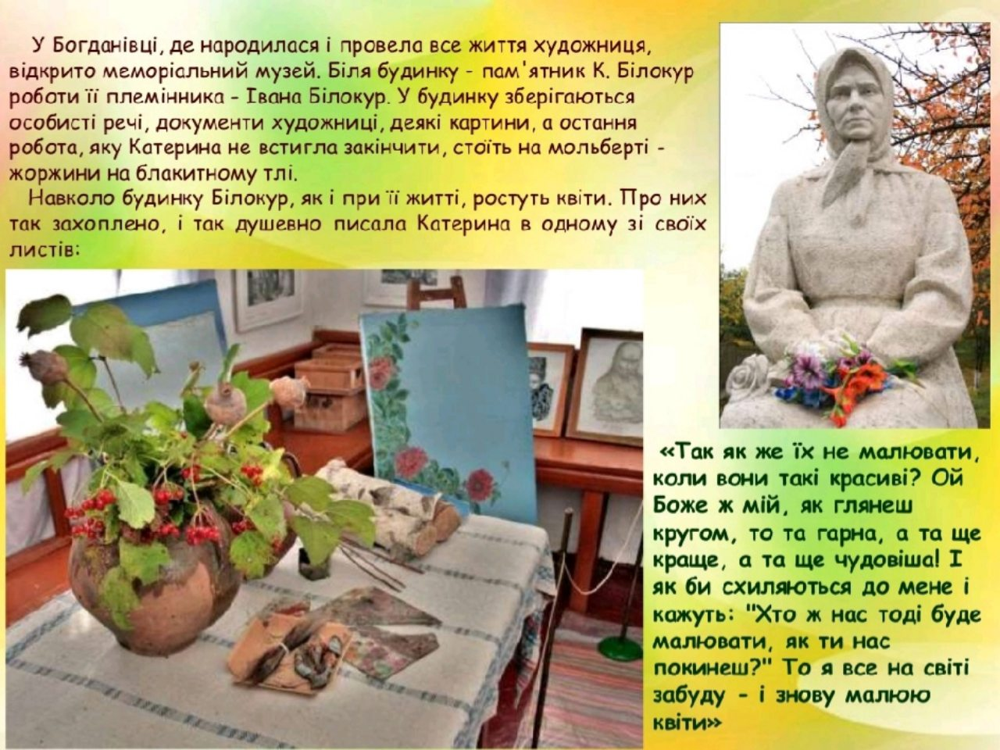 У Богданівці, де народилася і провела все життя художниця,
відкрито меморіальний музей. Біля будинку - пам'ятник К. Білокур
роботи її племінника - Івана Білокур. У будинку зберігаються
особисті речі, документи художниці, деякі картини, а остання
робота, яку Катерина не встигла закінчити, стоїть на мольберті -
жоржини на блакитному тлі.
Навколо будинку Білокур, як і при її житті, ростуть квіти. Про них
так захоплено, і так душевно писала Катерина в одному зі своїх
листів:
«Так як же їх не малювати,
коли вони такі красиві? Ой
Боже ж мій, як глянеш
кругом, то та гарна, а та ще
краще, а та ще чудовіша! І
як би схиляються до мене і
кажуть: "Хто ж нас тоді буде
малювати, як ти нас
покинеш?" То я все на світі
забуду - і знову малюю
квіти»